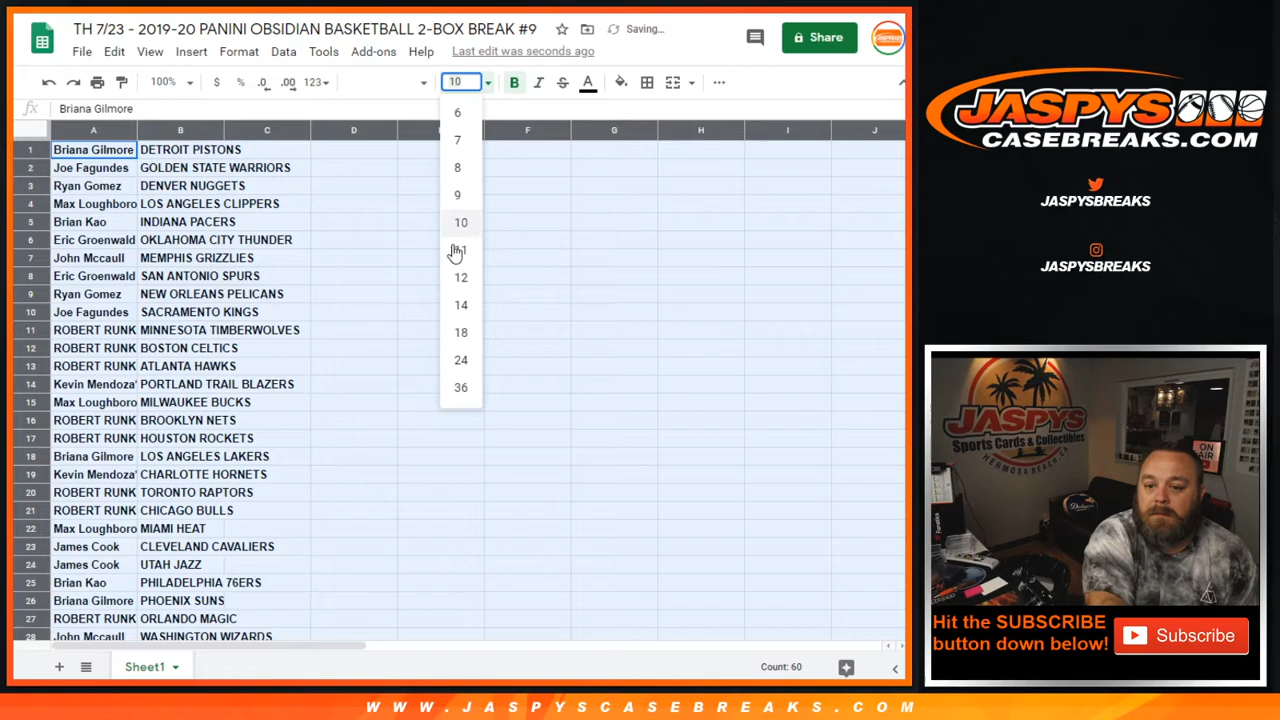 TH 7/23 - 2019-20 PANINI OBSIDIAN BASKETBALL 2-BOX BREAK #9
Saving...
File Edit View Insert Format Data Tools Add-ons Help Last edit was seconds ago
Share
100% $ % .0 .00 123 10 B I S A
fx Briana Gilmore
A B C D F G H I J
1 Briana Gilmore DETROIT PISTONS
2 Joe Fagundes GOLDEN STATE WARRIORS
3 Ryan Gomez DENVER NUGGETS
4 Max Loughboro LOS ANGELES CLIPPERS
5 Brian Kao INDIANA PACERS
6 Eric Groenwald OKLAHOMA CITY THUNDER
7 John Mccaull MEMPHIS GRIZZLIES
8 Eric Groenwald SAN ANTONIO SPURS
9 Ryan Gomez NEW ORLEANS PELICANS
10 Joe Fagundes SACRAMENTO KINGS
11 ROBERT RUNK MINNESOTA TIMBERWOLVES
12 ROBERT RUNK BOSTON CELTICS
13 ROBERT RUNK ATLANTA HAWKS
14 Kevin Mendoza' PORTLAND TRAIL BLAZERS
15 Max Loughboro MILWAUKEE BUCKS
16 ROBERT RUNK BROOKLYN NETS
17 ROBERT RUNK HOUSTON ROCKETS
18 Briana Gilmore LOS ANGELES LAKERS
19 Kevin Mendoza' CHARLOTTE HORNETS
20 ROBERT RUNK TORONTO RAPTORS
21 ROBERT RUNK CHICAGO BULLS
22 Max Loughboro MIAMI HEAT
23 James Cook CLEVELAND CAVALIERS
24 James Cook UTAH JAZZ
25 Brian Kao PHILADELPHIA 76ERS
26 Briana Gilmore PHOENIX SUNS
27 ROBERT RUNK ORLANDO MAGIC
28 John Mccaull WASHINGTON WIZARDS
6
7
8
9
10
12
14
18
24
36
Sheet1
Count: 60
JASPYS
CASEBREAKS.COM
JASPYSBREAKS
JASPYSBREAKS
JASPYS
Sports Cards & Collectibles
HERMOSA BEACH, CA
ON AIR
Dodgers
Hit the SUBSCRIBE
button down below!
Subscribe
WWW.JASPYSCASEBREAKS.COM